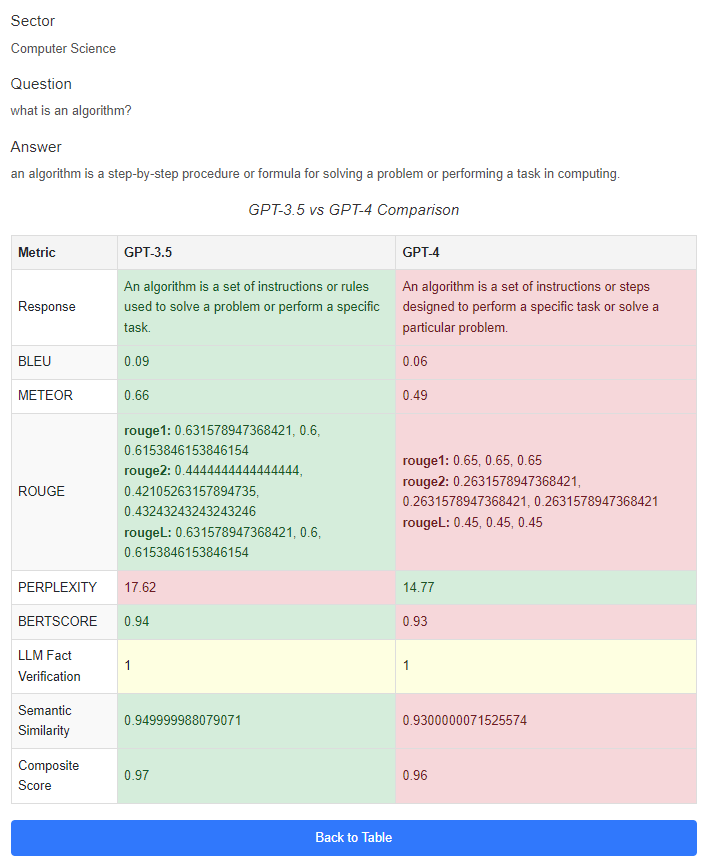 Sector
Computer Science
Question
what is an algorithm?
Answer
an algorithm is a step-by-step procedure or formula for solving a problem or performing a task in computing.
GPT-3.5 vs GPT-4 Comparison
Metric GPT-3.5 GPT-4
Response
An algorithm is a set of instructions or rules
used to solve a problem or perform a specific
task.
An algorithm is a set of instructions or steps
designed to perform a specific task or solve a
particular problem.
BLEU 0.09 0.06
METEOR 0.66 0.49
ROUGE
rouge1: 0.631578947368421, 0.6,
0.6153846153846154
rouge2: 0.4444444444444444,
0.42105263157894735,
0.43243243243243246
rougeL: 0.631578947368421, 0.6,
0.6153846153846154
rouge1: 0.65, 0.65, 0.65
rouge2: 0.2631578947368421,
0.2631578947368421, 0.2631578947368421
rougeL: 0.45, 0.45, 0.45
PERPLEXITY 17.62 14.77
BERTSCORE 0.94 0.93
LLM Fact
Verification
1 1
Semantic
Similarity
0.949999988079071 0.9300000071525574
Composite
Score
0.97 0.96
Back to Table